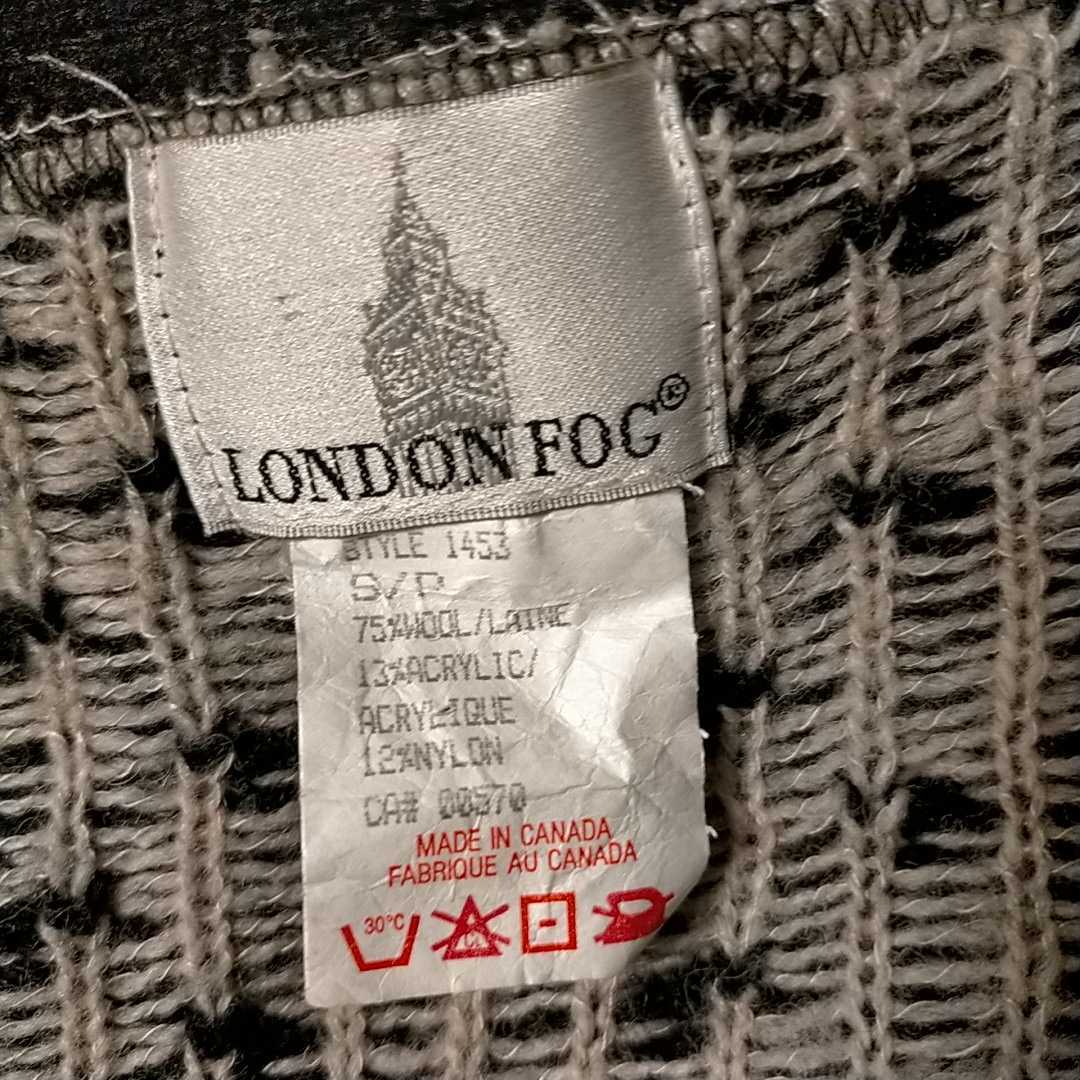 LONDON FOG®
STYLE 1453
S/P
75%WOOL/LAINE
13%ACRYLIC/
ACRYLIQUE
12%NYLON
CA# 00570
MADE IN CANADA
FABRIQUE AU CANADA
30°C
CL